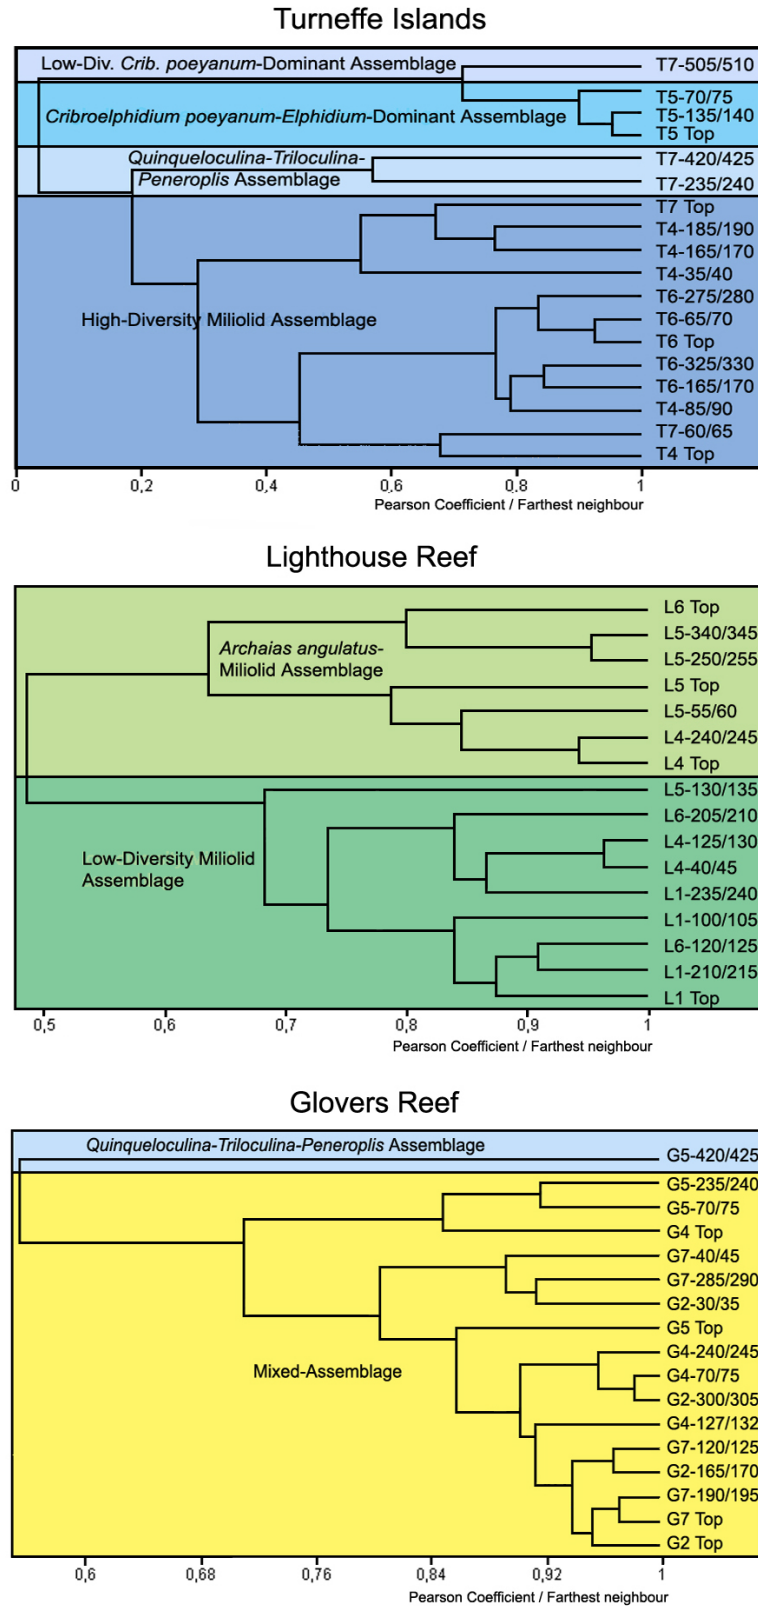 Turneffe Islands
Low-Div. Crib. poeyanum-Dominant Assemblage
T7-505/510
T5-70/75
Cribroelphidium poeyanum-Elphidium-Dominant Assemblage
T5-135/140
T5 Top
Quinqueloculina-Triloculina-
Peneroplis Assemblage
T7-420/425
T7-235/240
T7 Top
T4-185/190
T4-165/170
T4-35/40
T6-275/280
High-Diversity Miliolid Assemblage
T6-65/70
T6 Top
T6-325/330
T6-165/170
T4-85/90
T7-60/65
T4 Top
0 0,2 0,4 0,6 0,8 1
Pearson Coefficient / Farthest neighbour
Lighthouse Reef
L6 Top
L5-340/345
Archaias angulatus-
Miliolid Assemblage
L5-250/255
L5 Top
L5-55/60
L4-240/245
L4 Top
L5-130/135
L6-205/210
L4-125/130
Low-Diversity Miliolid
Assemblage
L4-40/45
L1-235/240
L1-100/105
L6-120/125
L1-210/215
L1 Top
0,5 0,6 0,7 0,8 0,9 1
Pearson Coefficient / Farthest neighbour
Glovers Reef
Quinqueloculina-Triloculina-Peneroplis Assemblage
G5-420/425
G5-235/240
G5-70/75
G4 Top
G7-40/45
G7-285/290
G2-30/35
G5 Top
G4-240/245
Mixed-Assemblage
G4-70/75
G2-300/305
G4-127/132
G7-120/125
G2-165/170
G7-190/195
G7 Top
G2 Top
0,6 0,68 0,76 0,84 0,92 1
Pearson Coefficient / Farthest neighbour